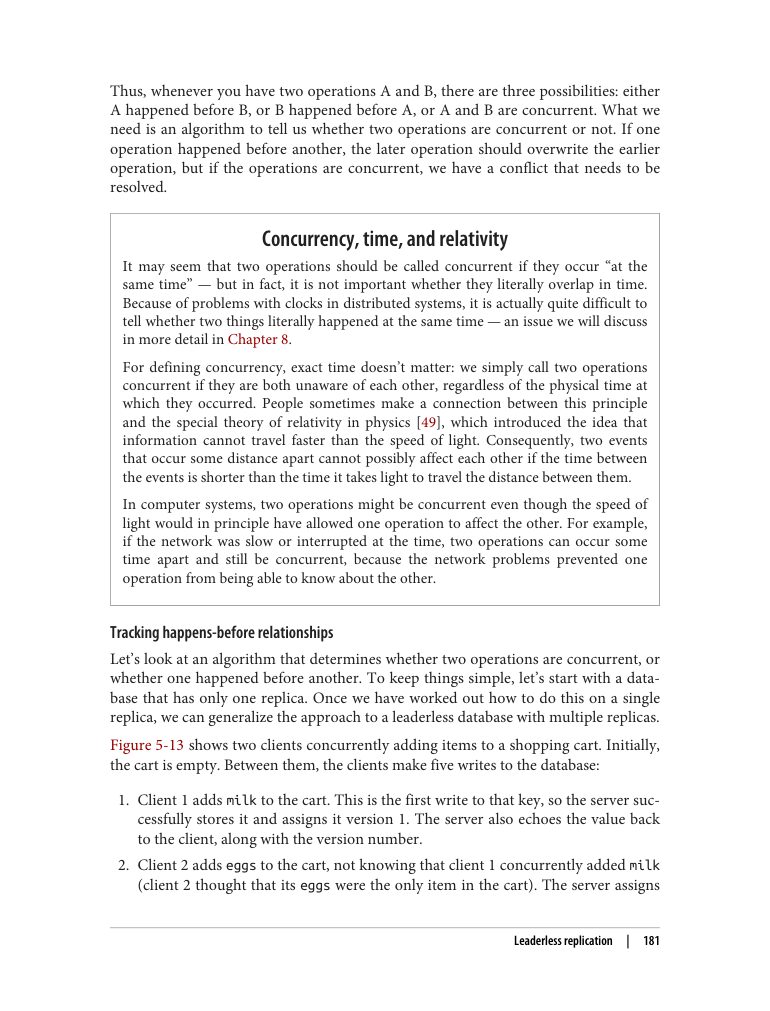 Thus, whenever you have two operations A and B, there are three possibilities: either
A happened before B, or B happened before A, or A and B are concurrent. What we
need is an algorithm to tell us whether two operations are concurrent or not. If one
operation happened before another, the later operation should overwrite the earlier
operation, but if the operations are concurrent, we have a conflict that needs to be
resolved.
Concurrency, time, and relativity
It may seem that two operations should be called concurrent if they occur “at the
same time” — but in fact, it is not important whether they literally overlap in time.
Because of problems with clocks in distributed systems, it is actually quite difficult to
tell whether two things literally happened at the same time — an issue we will discuss
in more detail in Chapter 8.
For defining concurrency, exact time doesn’t matter: we simply call two operations
concurrent if they are both unaware of each other, regardless of the physical time at
which they occurred. People sometimes make a connection between this principle
and the special theory of relativity in physics [49], which introduced the idea that
information cannot travel faster than the speed of light. Consequently, two events
that occur some distance apart cannot possibly affect each other if the time between
the events is shorter than the time it takes light to travel the distance between them.
In computer systems, two operations might be concurrent even though the speed of
light would in principle have allowed one operation to affect the other. For example,
if the network was slow or interrupted at the time, two operations can occur some
time apart and still be concurrent, because the network problems prevented one
operation from being able to know about the other.
Tracking happens-before relationships
Let’s look at an algorithm that determines whether two operations are concurrent, or
whether one happened before another. To keep things simple, let’s start with a data-
base that has only one replica. Once we have worked out how to do this on a single
replica, we can generalize the approach to a leaderless database with multiple replicas.
Figure 5-13 shows two clients concurrently adding items to a shopping cart. Initially,
the cart is empty. Between them, the clients make five writes to the database:
1. Client 1 adds milk to the cart. This is the first write to that key, so the server suc-
cessfully stores it and assigns it version 1. The server also echoes the value back
to the client, along with the version number.
2. Client 2 adds eggs to the cart, not knowing that client 1 concurrently added milk
(client 2 thought that its eggs were the only item in the cart). The server assigns
Leaderless replication | 181